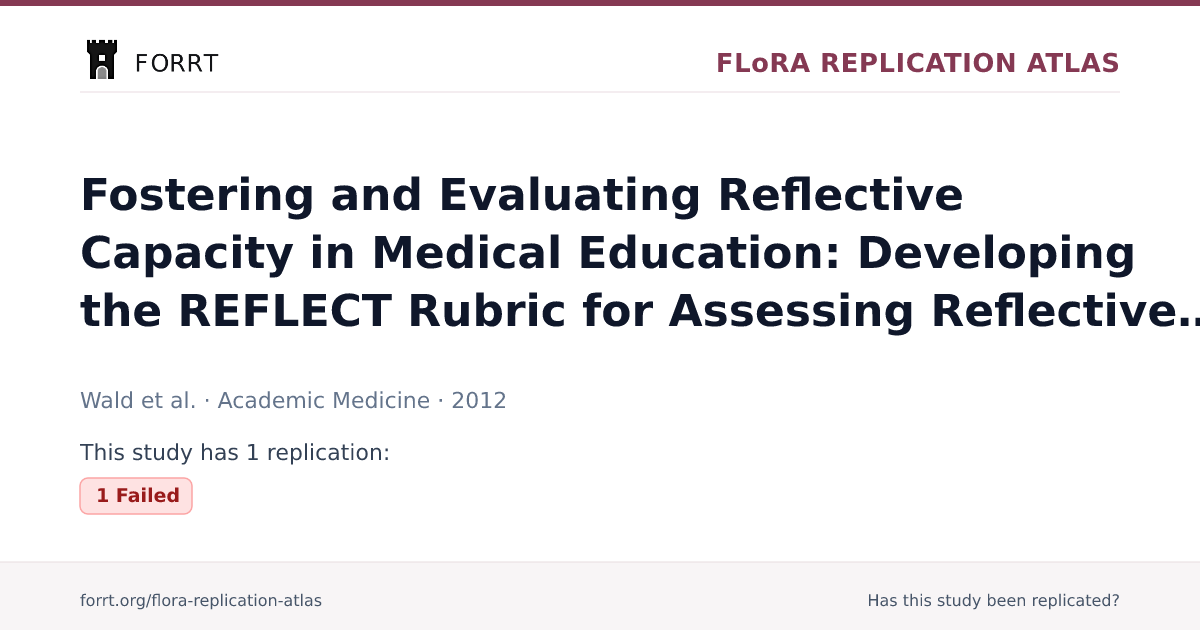 FORRT
FLoRA REPLICATION ATLAS
Fostering and Evaluating Reflective
Capacity in Medical Education: Developing
the REFLECT Rubric for Assessing Reflective…
Wald et al. · Academic Medicine · 2012
This study has 1 replication:
1 Failed
forrt.org/flora-replication-atlas
Has this study been replicated?